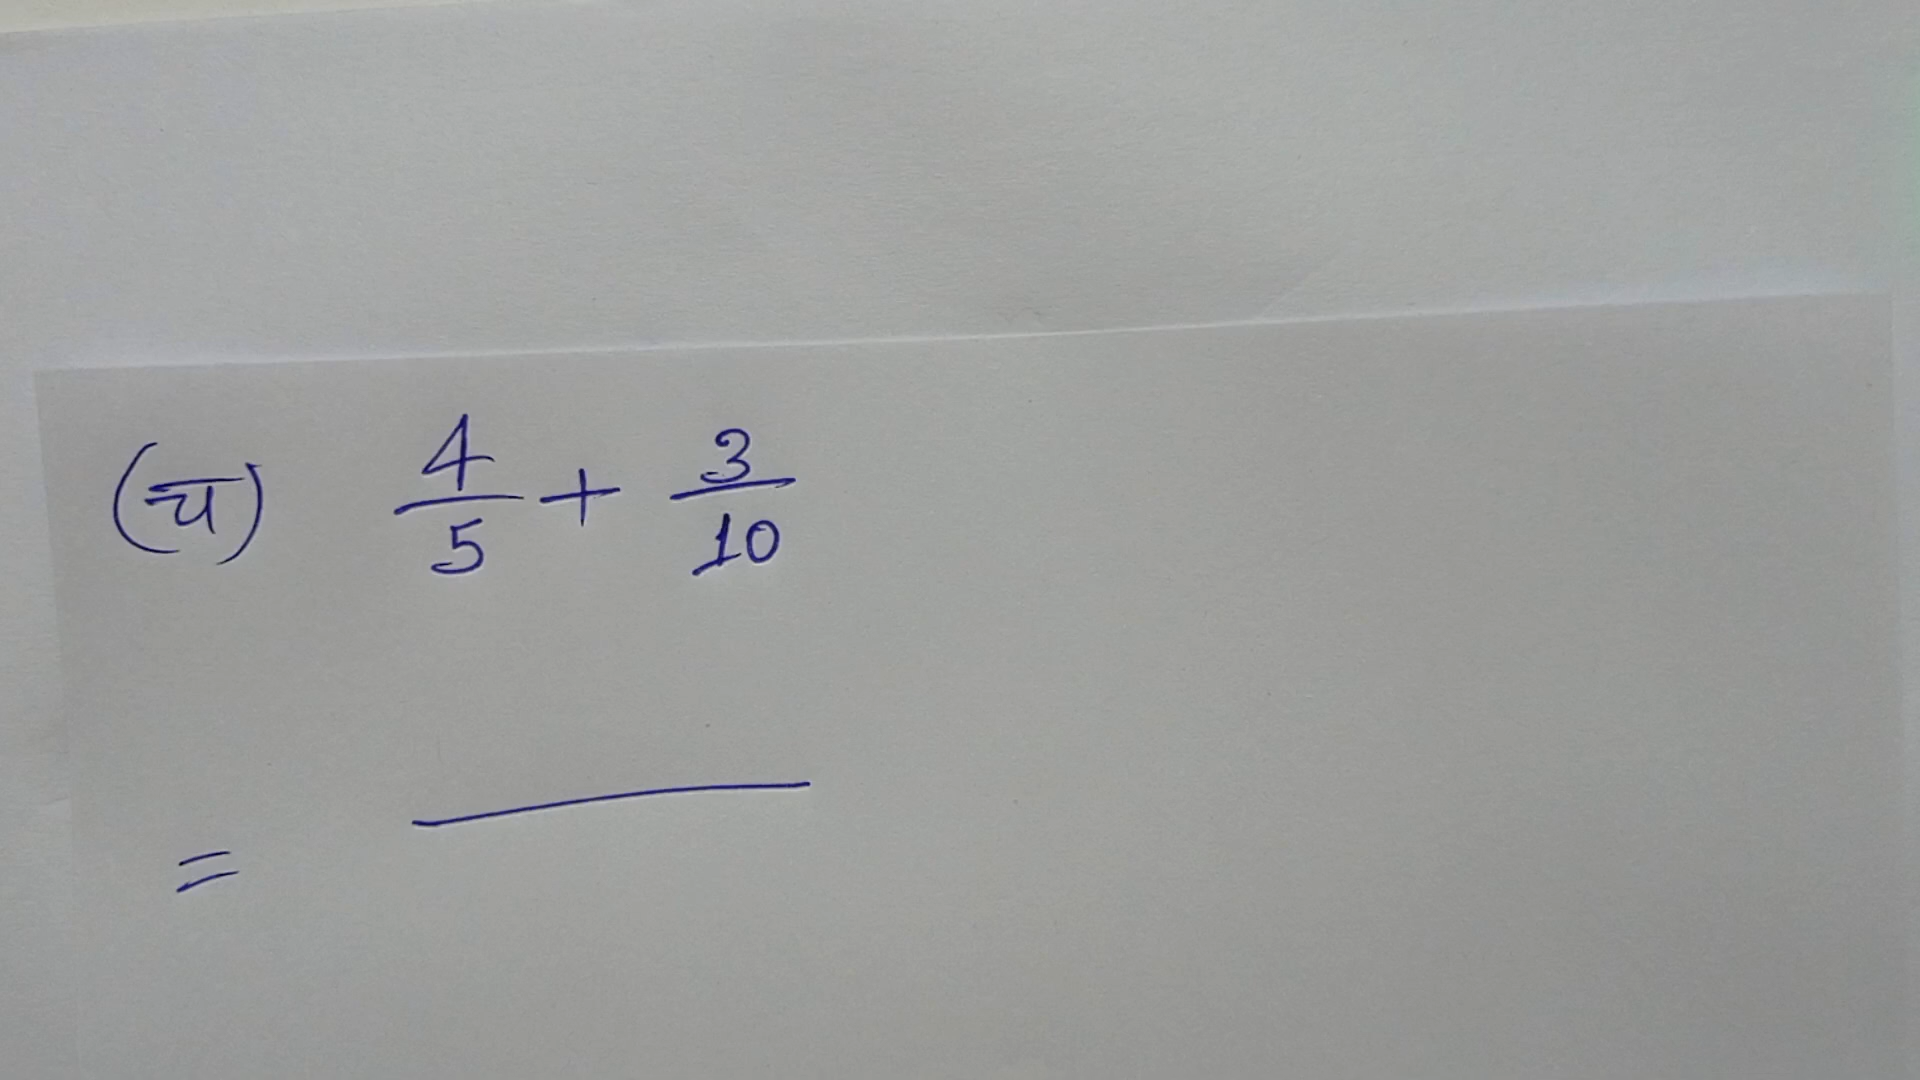 (च) 4/5 + 3/10
=